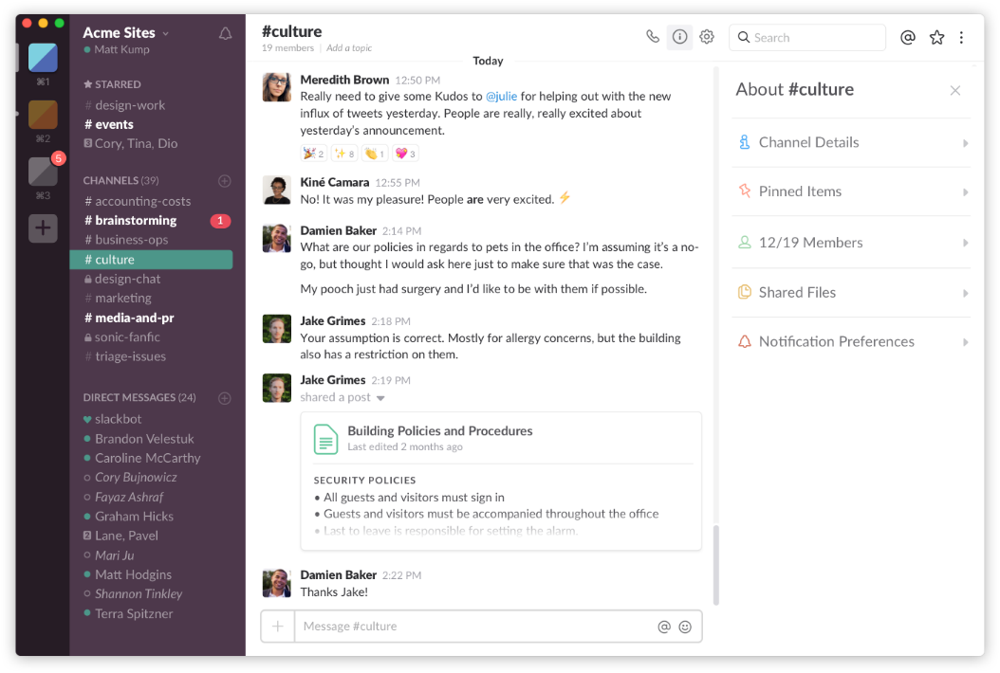 Acme Sites
Matt Kump
⌘1
⌘2
5
⌘3
STARRED
# design-work
# events
3 Cory, Tina, Dio
CHANNELS (39)
# accounting-costs
# brainstorming 1
# business-ops
# culture
design-chat
# marketing
# media-and-pr
sonic-fanfic
# triage-issues
DIRECT MESSAGES (24)
slackbot
Brandon Velestuk
Caroline McCarthy
Cory Bujnowicz
Fayaz Ashraf
Graham Hicks
2 Lane, Pavel
Mari Ju
Matt Hodgins
Shannon Tinkley
Terra Spitzner
#culture
19 members | Add a topic
Search
Today
Meredith Brown 12:50 PM
Really need to give some Kudos to @julie for helping out with the new
influx of tweets yesterday. People are really, really excited about
yesterday's announcement.
🎉 2 ✨ 8 👏 1 💖 3
Kiné Camara 12:55 PM
No! It was my pleasure! People are very excited. ⚡
Damien Baker 2:14 PM
What are our policies in regards to pets in the office? I'm assuming it's a no-
go, but thought I would ask here just to make sure that was the case.
My pooch just had surgery and I'd like to be with them if possible.
Jake Grimes 2:18 PM
Your assumption is correct. Mostly for allergy concerns, but the building
also has a restriction on them.
Jake Grimes 2:19 PM
shared a post
Building Policies and Procedures
Last edited 2 months ago
SECURITY POLICIES
• All guests and visitors must sign in
• Guests and visitors must be accompanied throughout the office
• Last to leave is responsible for setting the alarm.
Damien Baker 2:22 PM
Thanks Jake!
Message #culture
About #culture
Channel Details
Pinned Items
12/19 Members
Shared Files
Notification Preferences